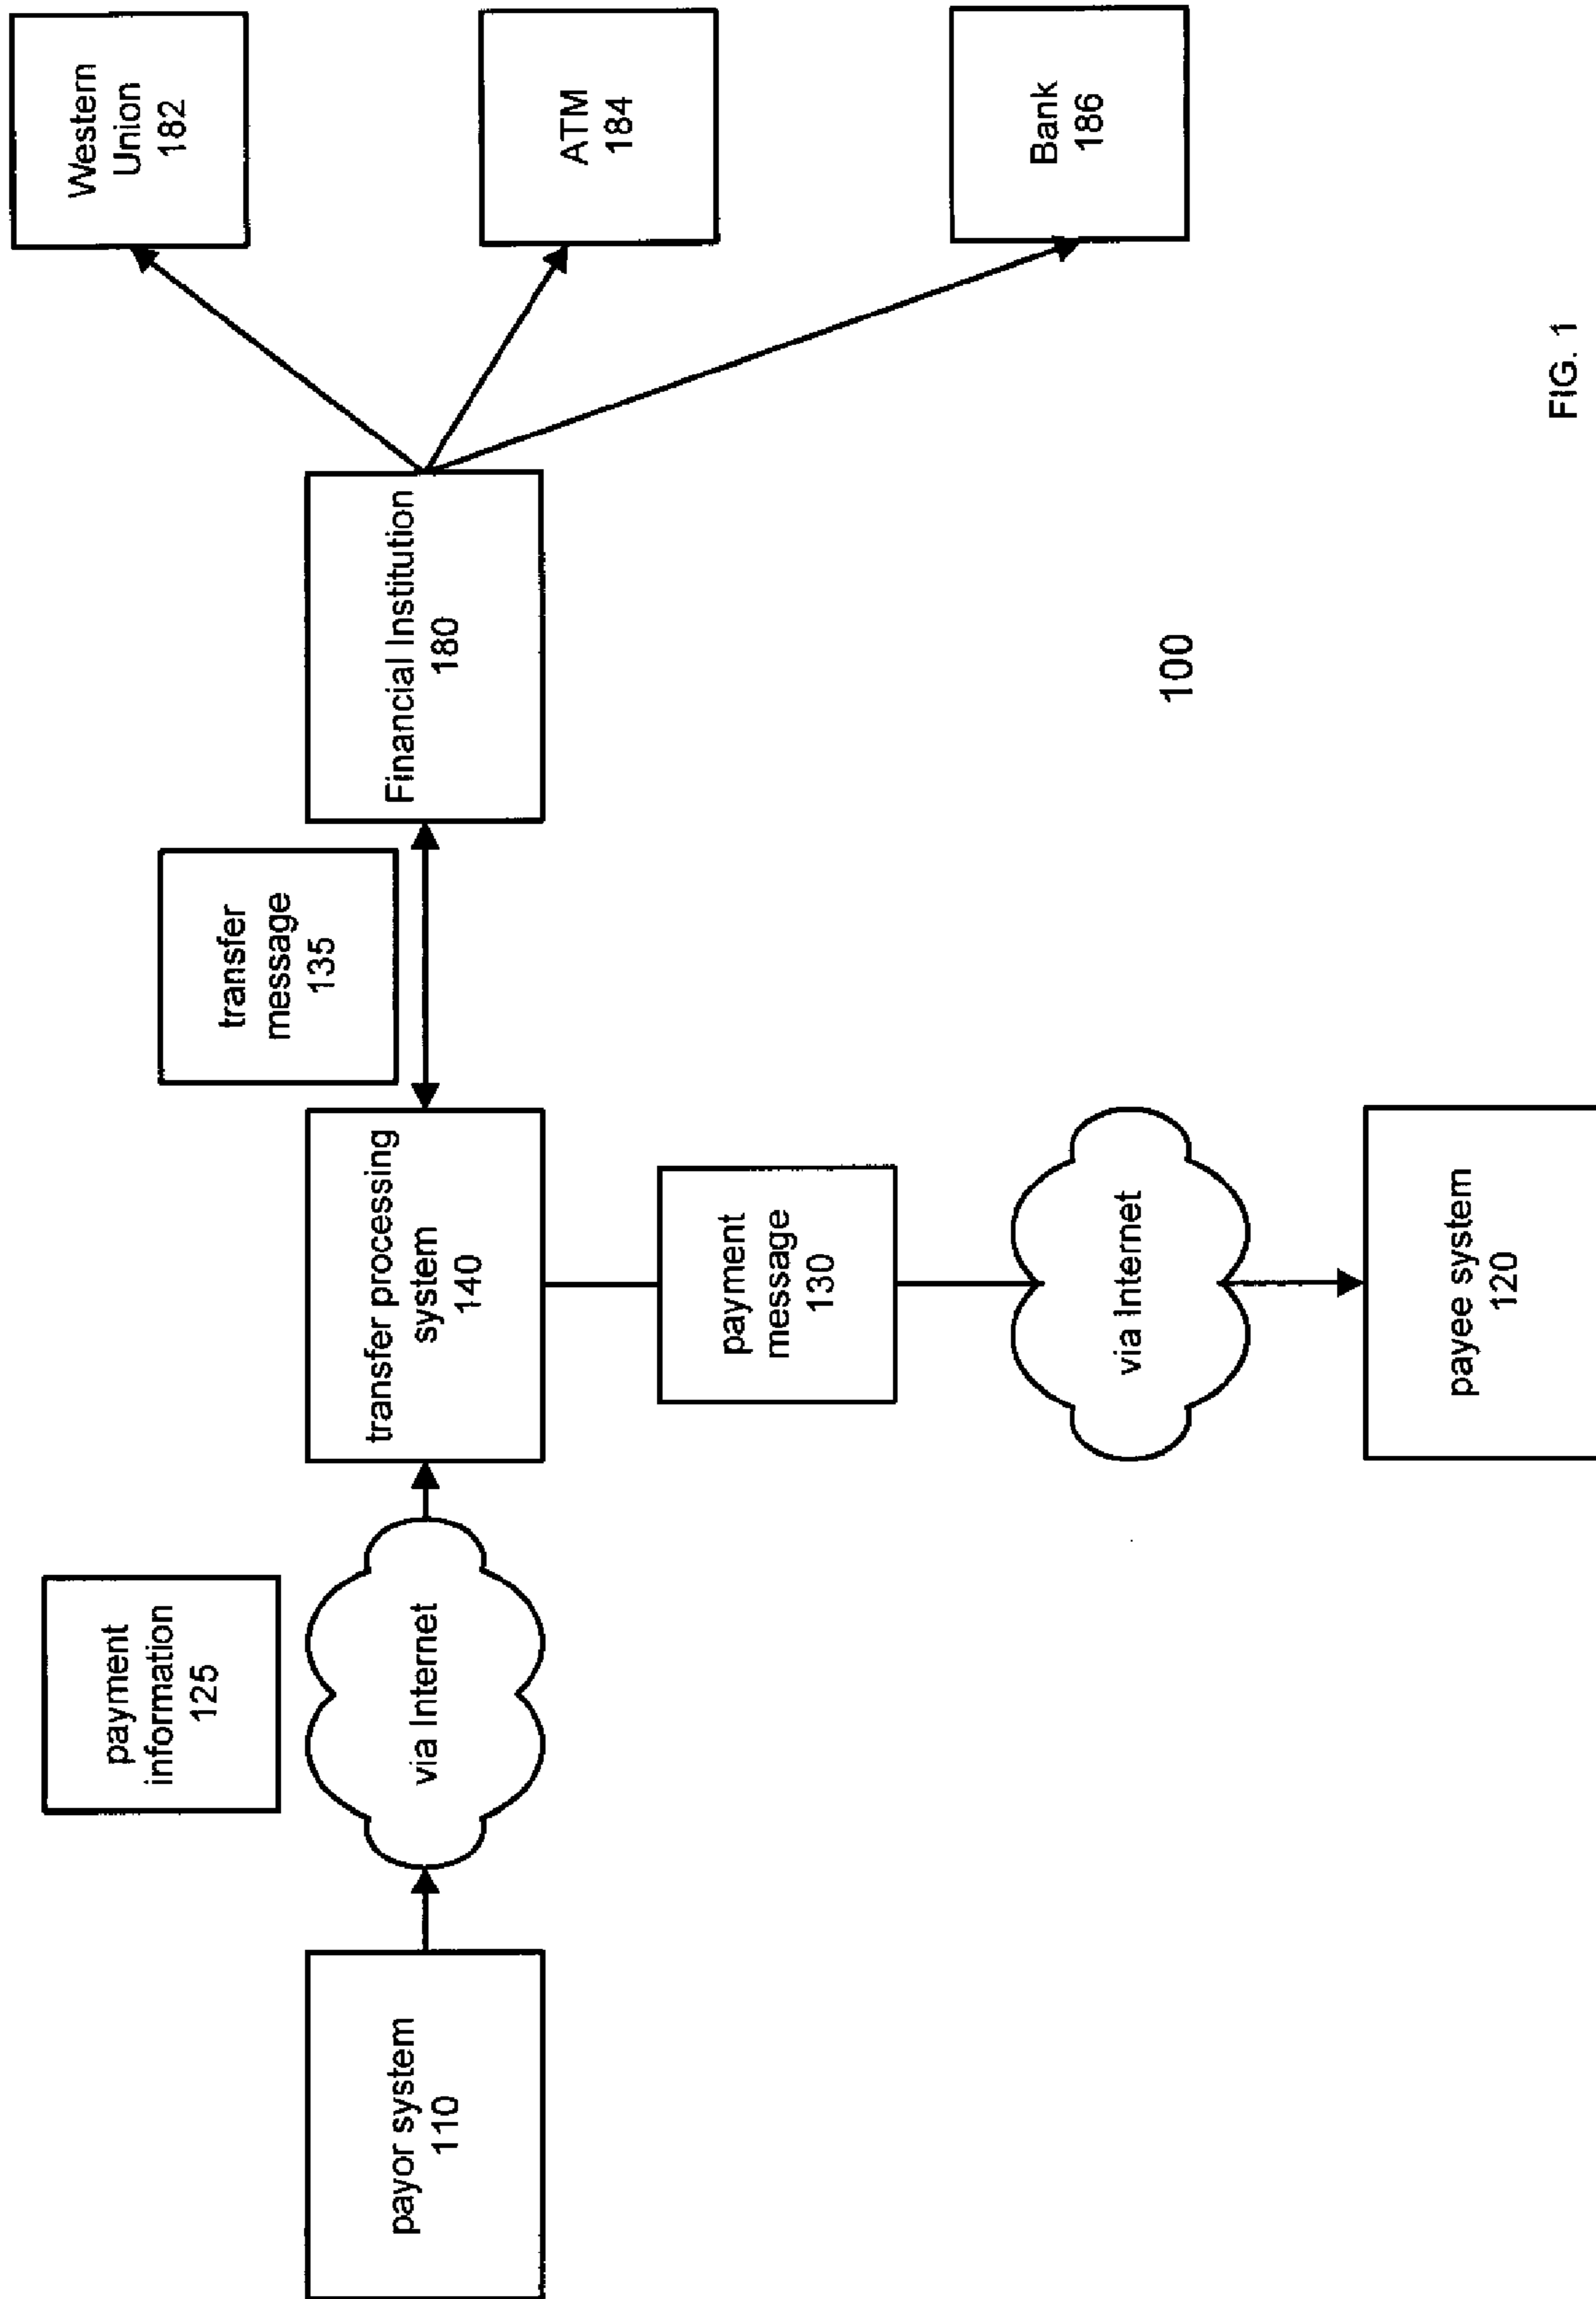 payor system
110
payment
information
125
via Internet
transfer processing
system
140
transfer
message
135
Financial Institution
180
Western
Union
182
ATM
184
Bank
186
payment
message
130
via Internet
payee system
120
100
FIG. 1